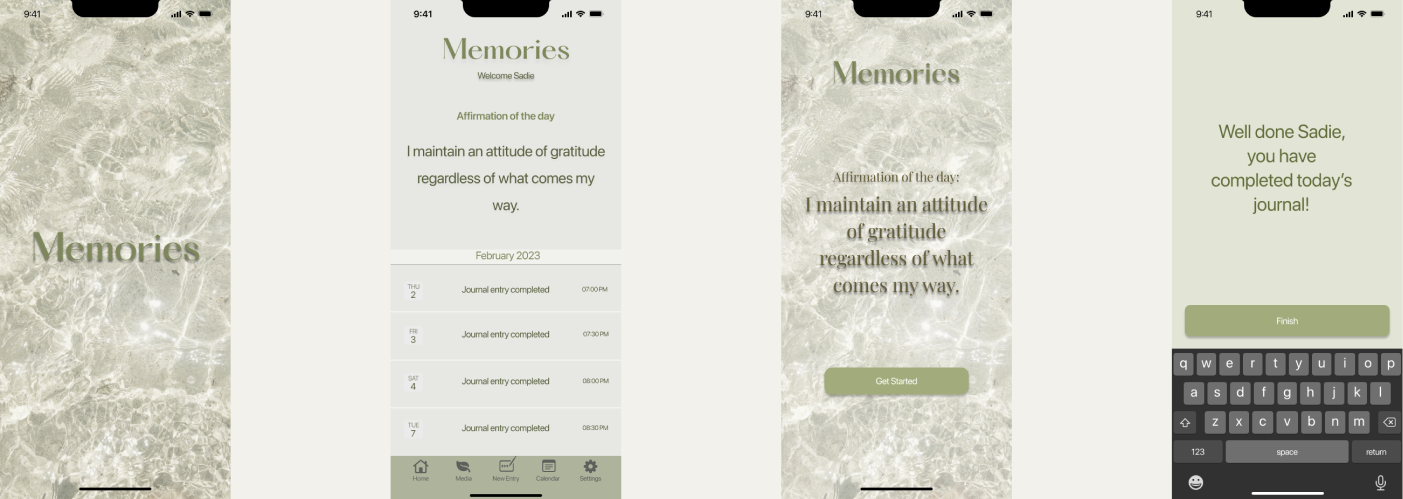 9:41
Memories
9:41
Memories
Welcome Sadie
Affirmation of the day
I maintain an attitude of gratitude
regardless of what comes my
way.
February 2023
THU
2
Journal entry completed
07:00 PM
FRI
3
Journal entry completed
07:30 PM
SAT
4
Journal entry completed
08:00 PM
TUE
7
Journal entry completed
08:30 PM
Home
Media
New Entry
Calendar
Settings
9:41
Memories
Affirmation of the day:
I maintain an attitude
of gratitude
regardless of what
comes my way.
Get Started
9:41
Well done Sadie,
you have
completed today's
journal!
Finish
q w e r t y u i o p
a s d f g h j k l
z x c v b n m
123 space return